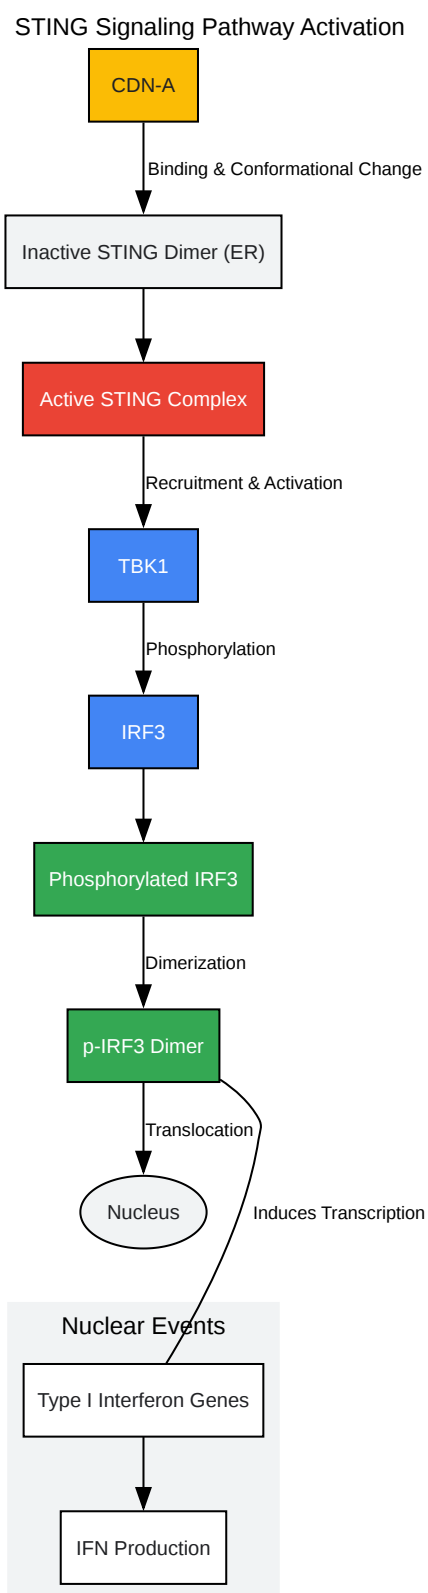 STING Signaling Pathway Activation
CDN-A
Binding & Conformational Change
Inactive STING Dimer (ER)
Active STING Complex
Recruitment & Activation
TBK1
Phosphorylation
IRF3
Phosphorylated IRF3
Dimerization
p-IRF3 Dimer
Translocation
Nucleus
Induces Transcription
Nuclear Events
Type I Interferon Genes
IFN Production